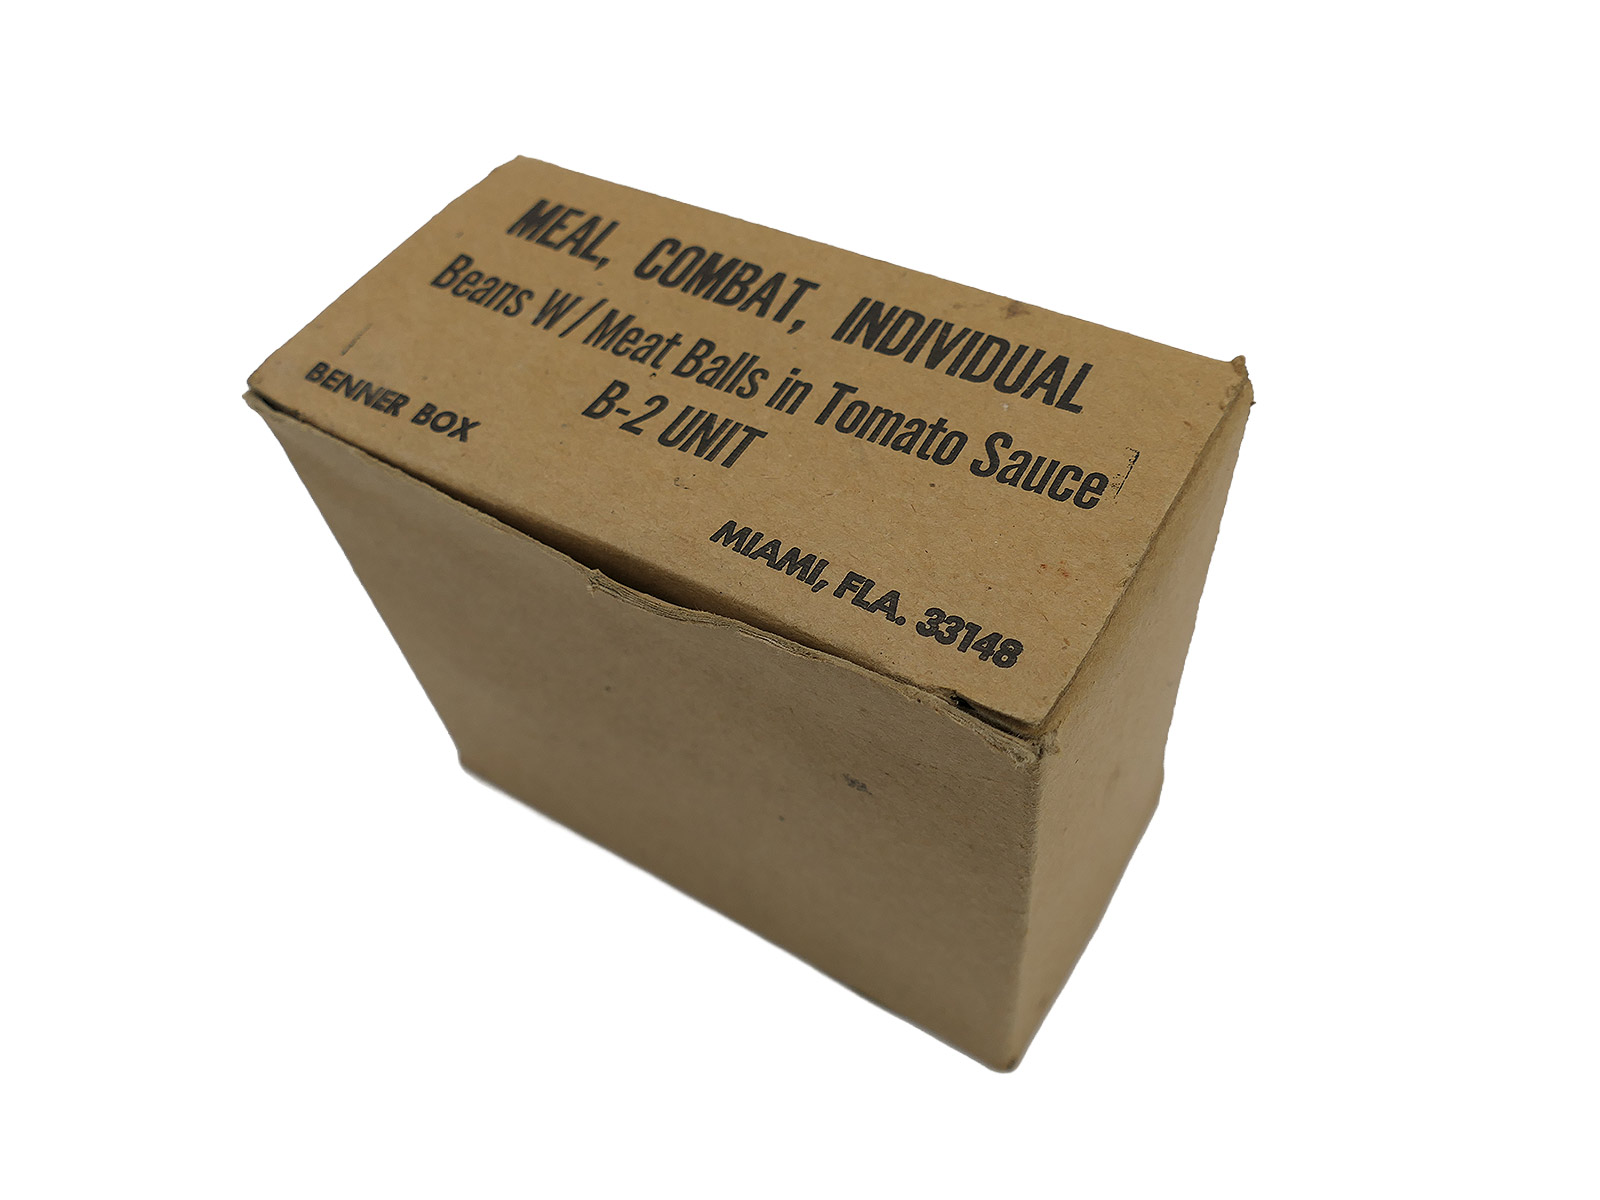 MEAL, COMBAT, INDIVIDUAL
Beans W/Meat Balls in Tomato Sauce
B-2 UNIT
BENNER BOX
MIAMI, FLA. 33148